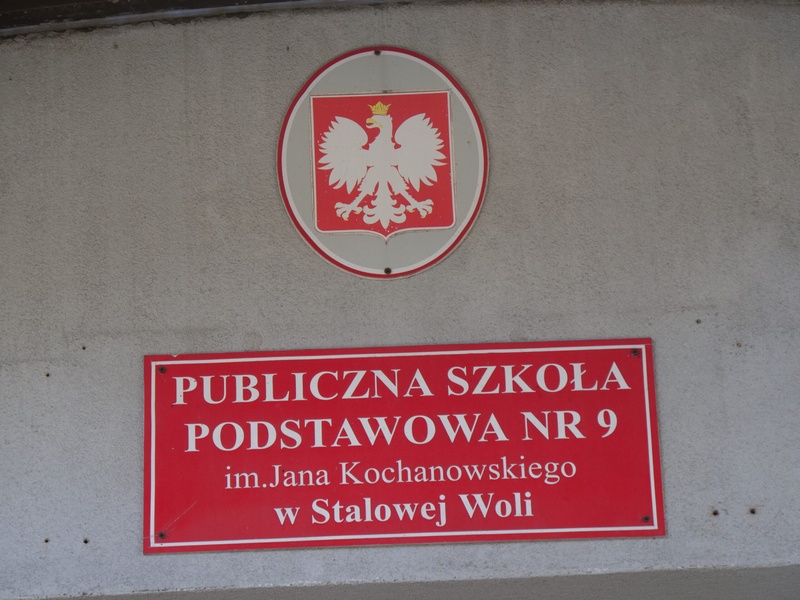 PUBLICZNA SZKOŁA
PODSTAWOWA NR 9
im.Jana Kochanowskiego
w Stalowej Woli